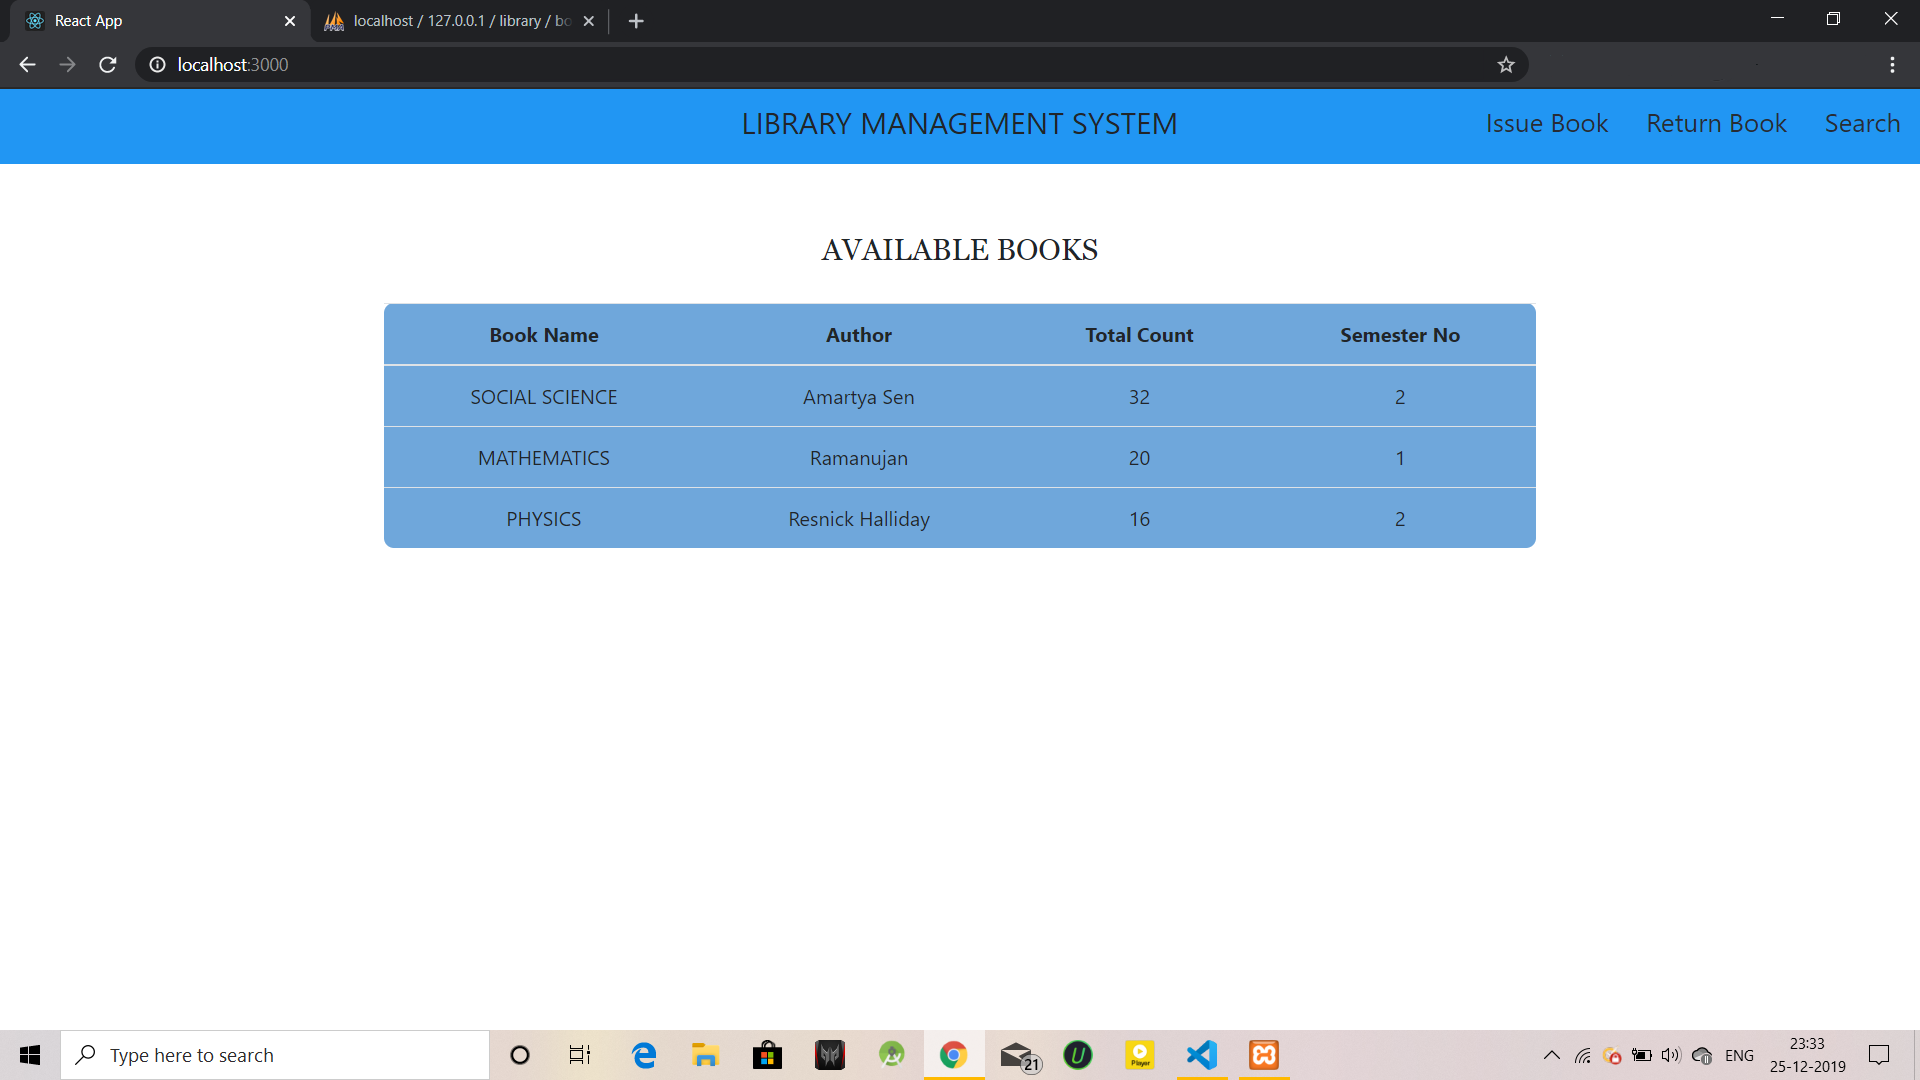 React App
localhost / 127.0.0.1 / library / bo
localhost:3000
LIBRARY MANAGEMENT SYSTEM
Issue Book Return Book Search
AVAILABLE BOOKS
Book Name Author Total Count Semester No
SOCIAL SCIENCE Amartya Sen 32 2
MATHEMATICS Ramanujan 20 1
PHYSICS Resnick Halliday 16 2
Type here to search
21
Player
ENG
23:33
25-12-2019